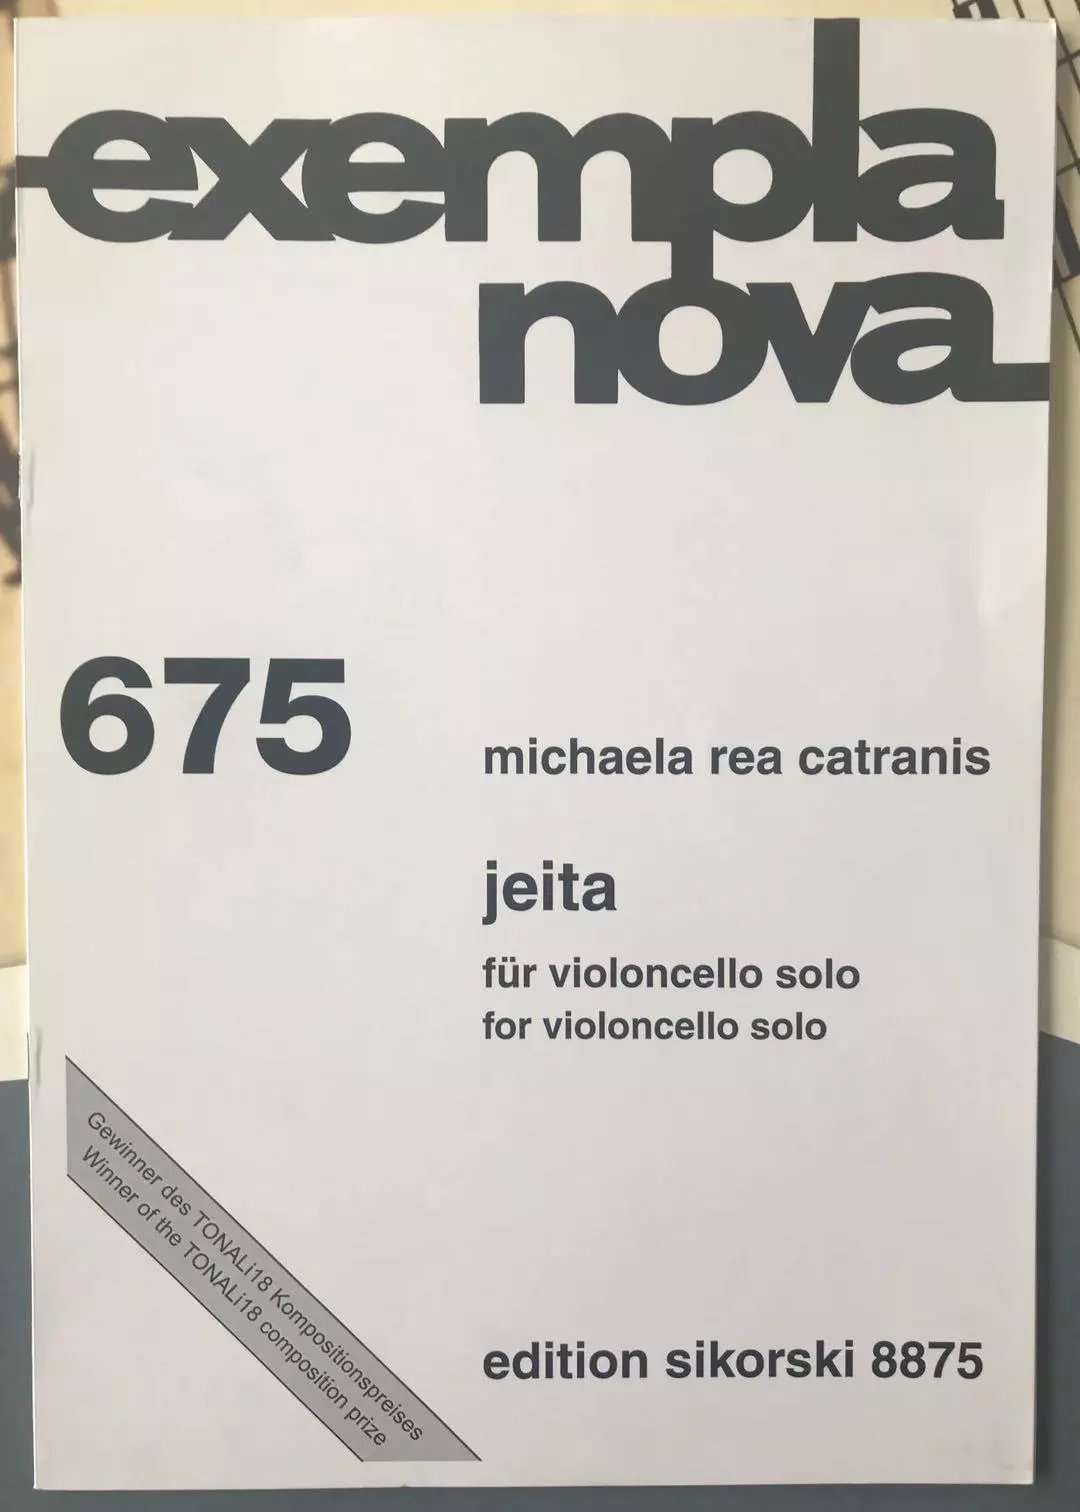 exempla
nova
675
michaela rea catranis
jeita
für violoncello solo
for violoncello solo
Gewinner des TONALi18 Kompositionspreises
Winner of the TONALi18 composition prize
edition sikorski 8875